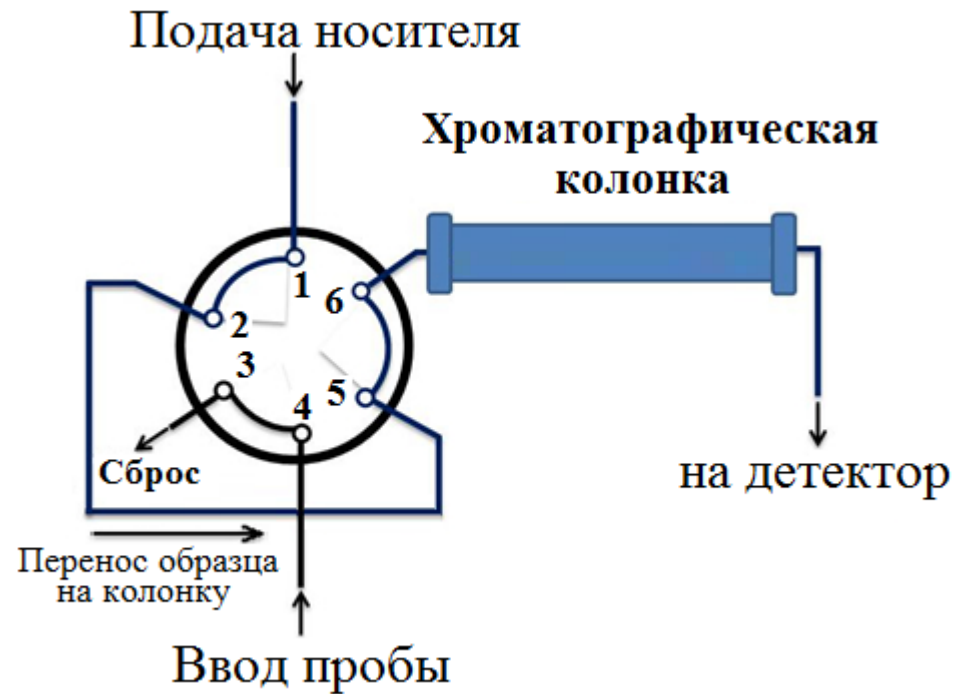 Подача носителя
Хроматографическая
колонка
1
6
2
3
5
4
Сброс
на детектор
Перенос образца
на колонку
Ввод пробы